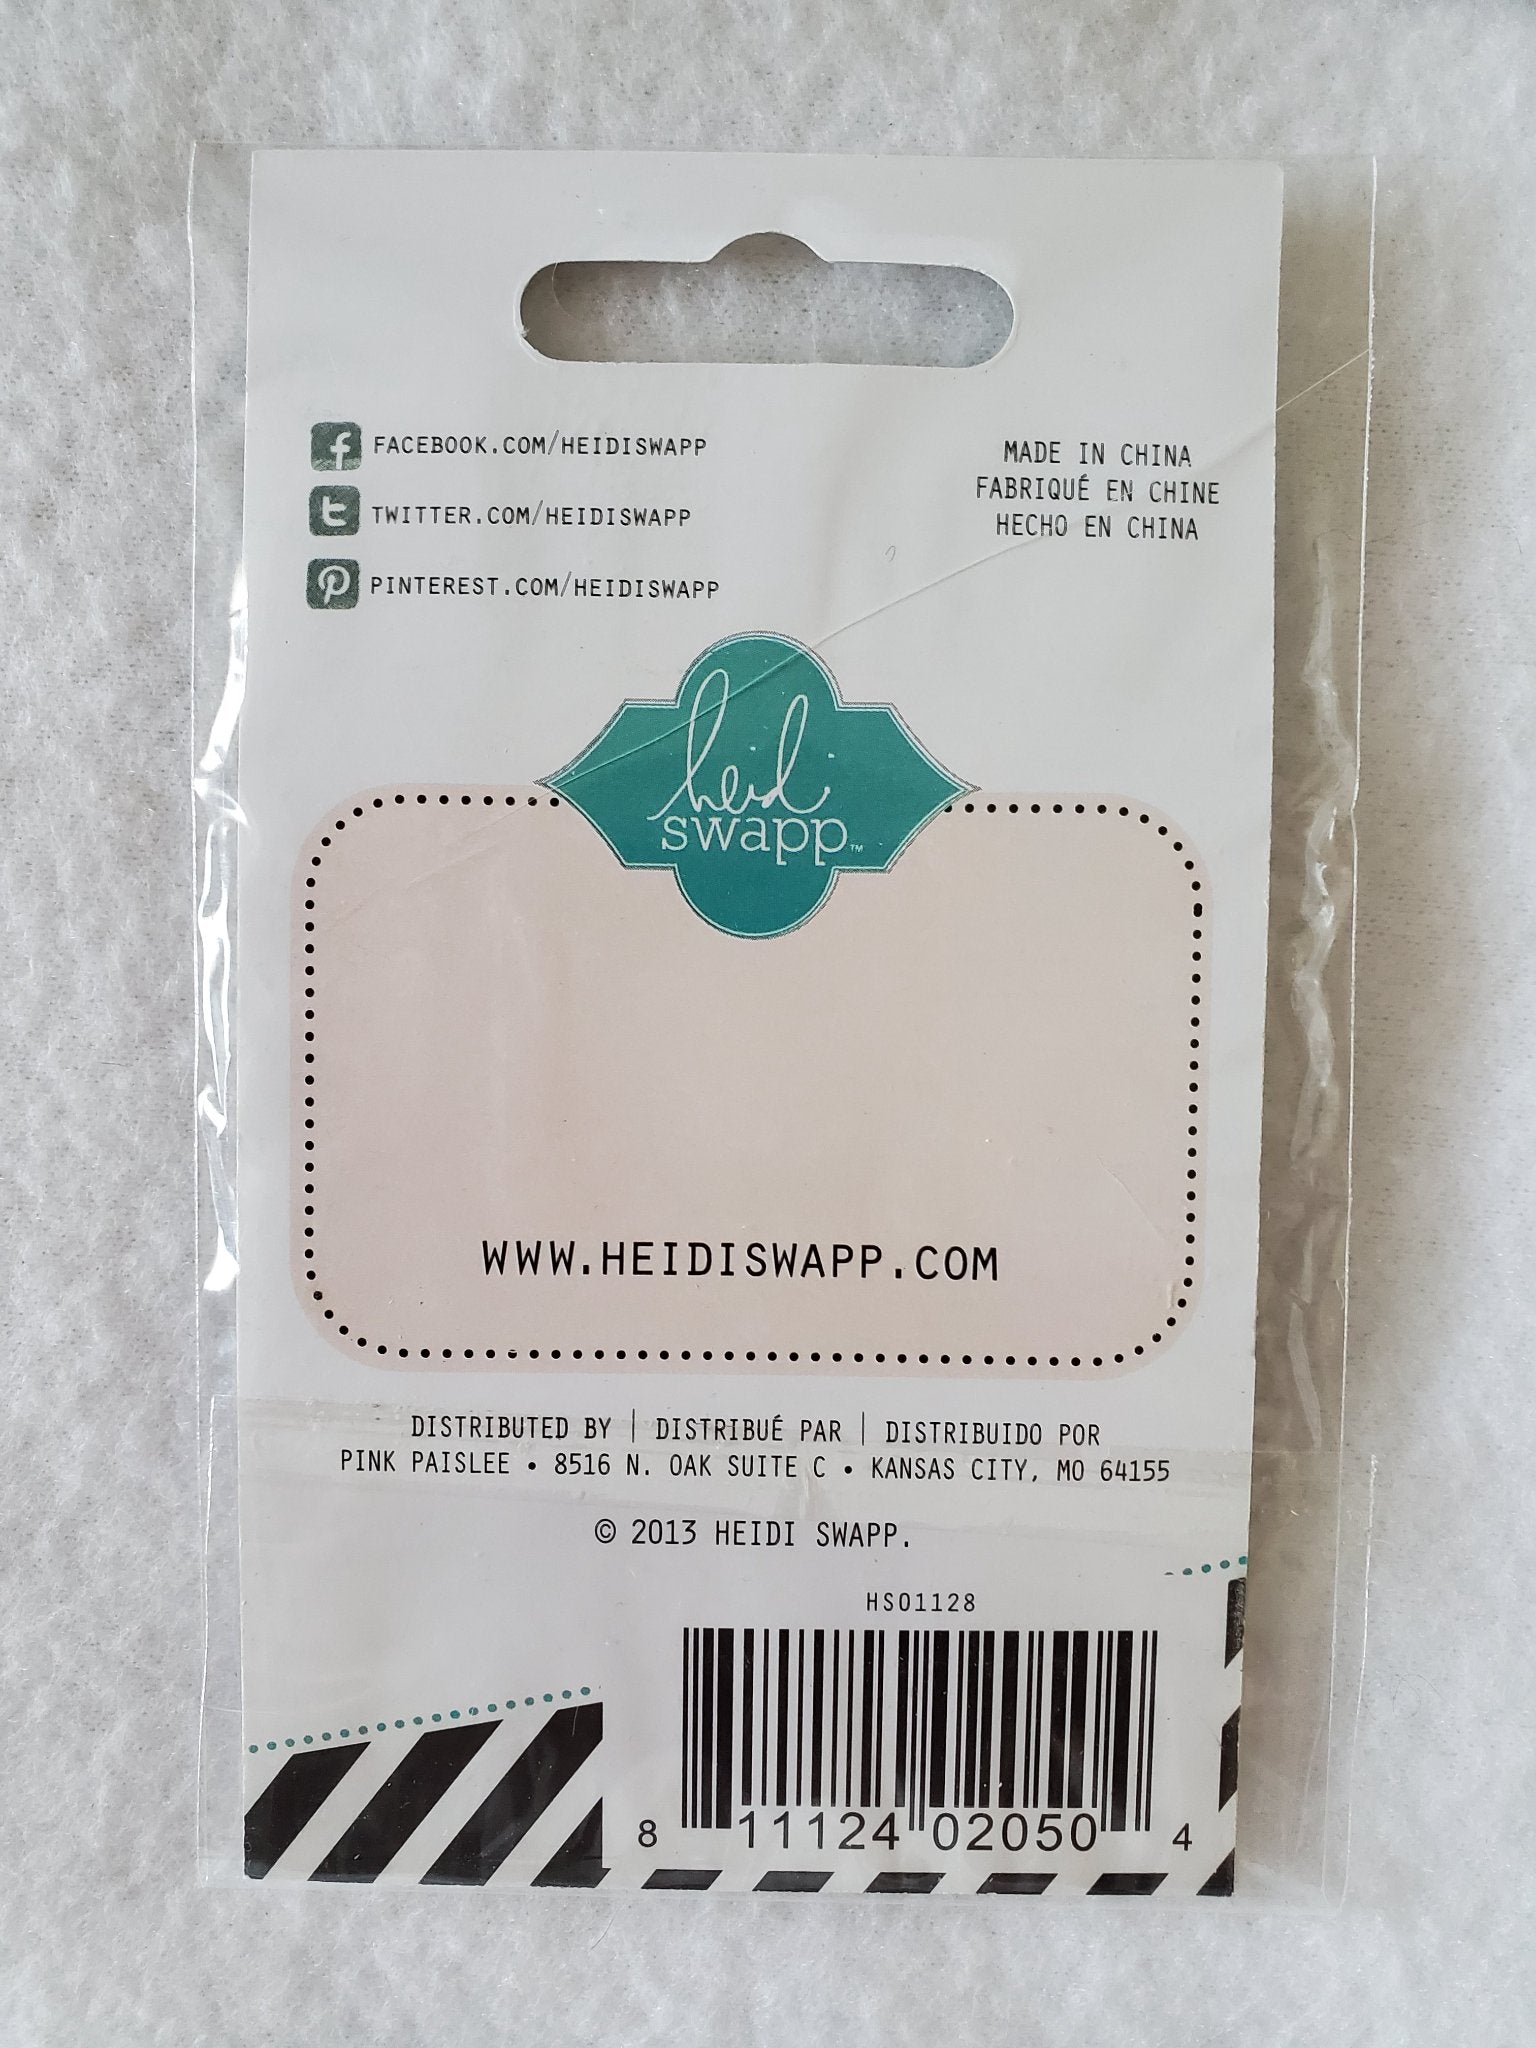 FACEBOOK.COM/HEIDISWAPP
TWITTER.COM/HEIDISWAPP
PINTEREST.COM/HEIDISWAPP
MADE IN CHINA
FABRIQUÉ EN CHINE
HECHO EN CHINA
heidi
swapp™
WWW.HEIDISWAPP.COM
DISTRIBUTED BY | DISTRIBUÉ PAR | DISTRIBUIDO POR
PINK PAISLEE • 8516 N. OAK SUITE C • KANSAS CITY, MO 64155
© 2013 HEIDI SWAPP.
HS01128
8 11124 02050 4